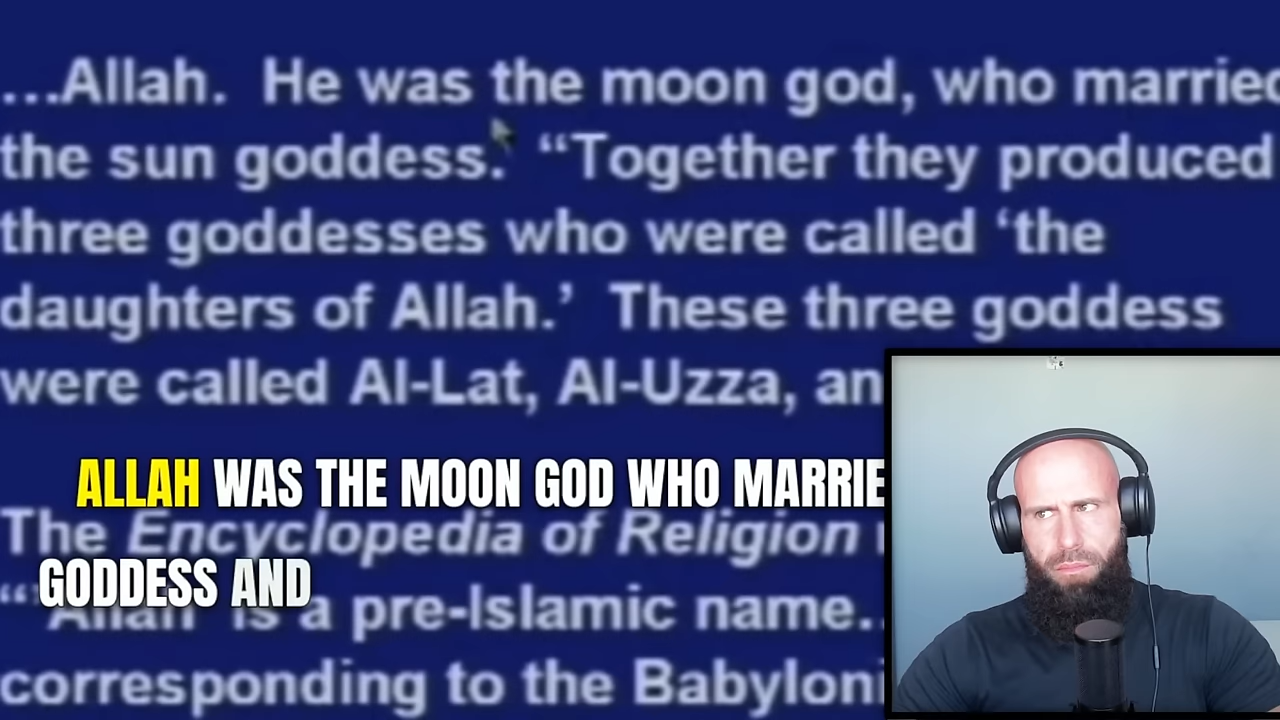 ...Allah. He was the moon god, who married
the sun goddess. “Together they produced
three goddesses who were called ‘the
daughters of Allah.’ These three goddess
were called Al-Lat, Al-Uzza, an
ALLAH WAS THE MOON GOD WHO MARRIE
The Encyclopedia of Religion
GODDESS AND
“‘Allah’ is a pre-Islamic name..
corresponding to the Babyloni